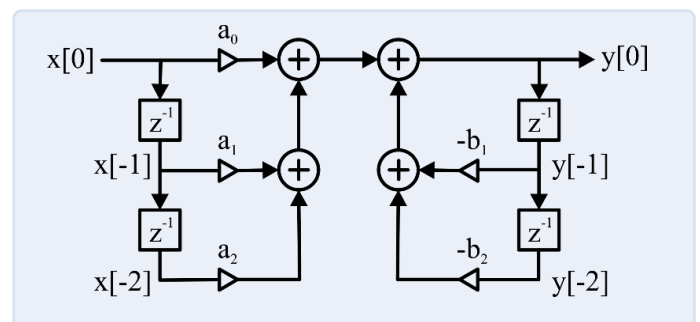 a₀
x[0] + + y[0]
z⁻¹ z⁻¹
a₁ -b₁
x[-1] + + y[-1]
z⁻¹ z⁻¹
a₂ -b₂
x[-2] y[-2]